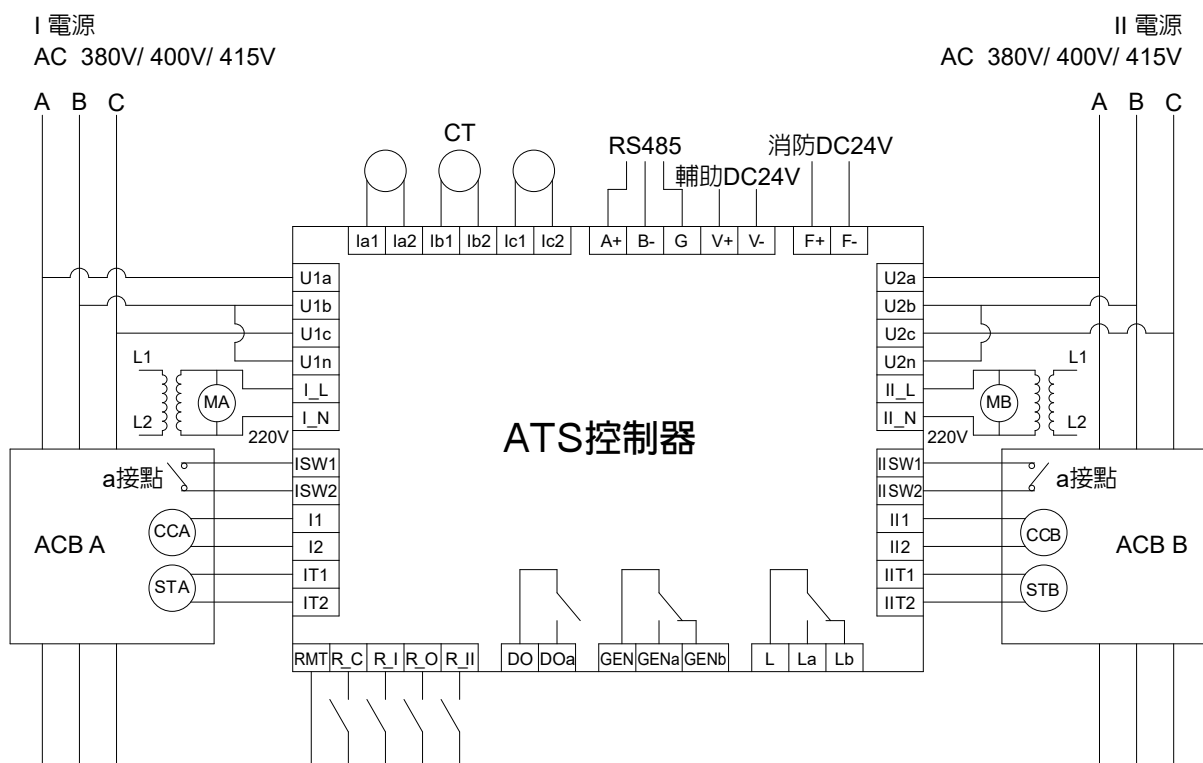 I 電源
AC 380V/ 400V/ 415V
A B C
II 電源
AC 380V/ 400V/ 415V
A B C
CT
RS485
輔助DC24V
消防DC24V
Ia1 Ia2 Ib1 Ib2 Ic1 Ic2
A+ B- G V+ V-
F+ F-
U1a
U1b
U1c
U1n
I_L
I_N
ISW1
ISW2
I1
I2
IT1
IT2
L1
L2
MA
220V
a接點
CCA
STA
ACB A
ATS控制器
U2a
U2b
U2c
U2n
II_L
II_N
IISW1
IISW2
II1
II2
IIT1
IIT2
L1
L2
MB
220V
a接點
CCB
STB
ACB B
RMT R_C R_I R_O R_II
DO DOa
GEN GENa GENb
L La Lb